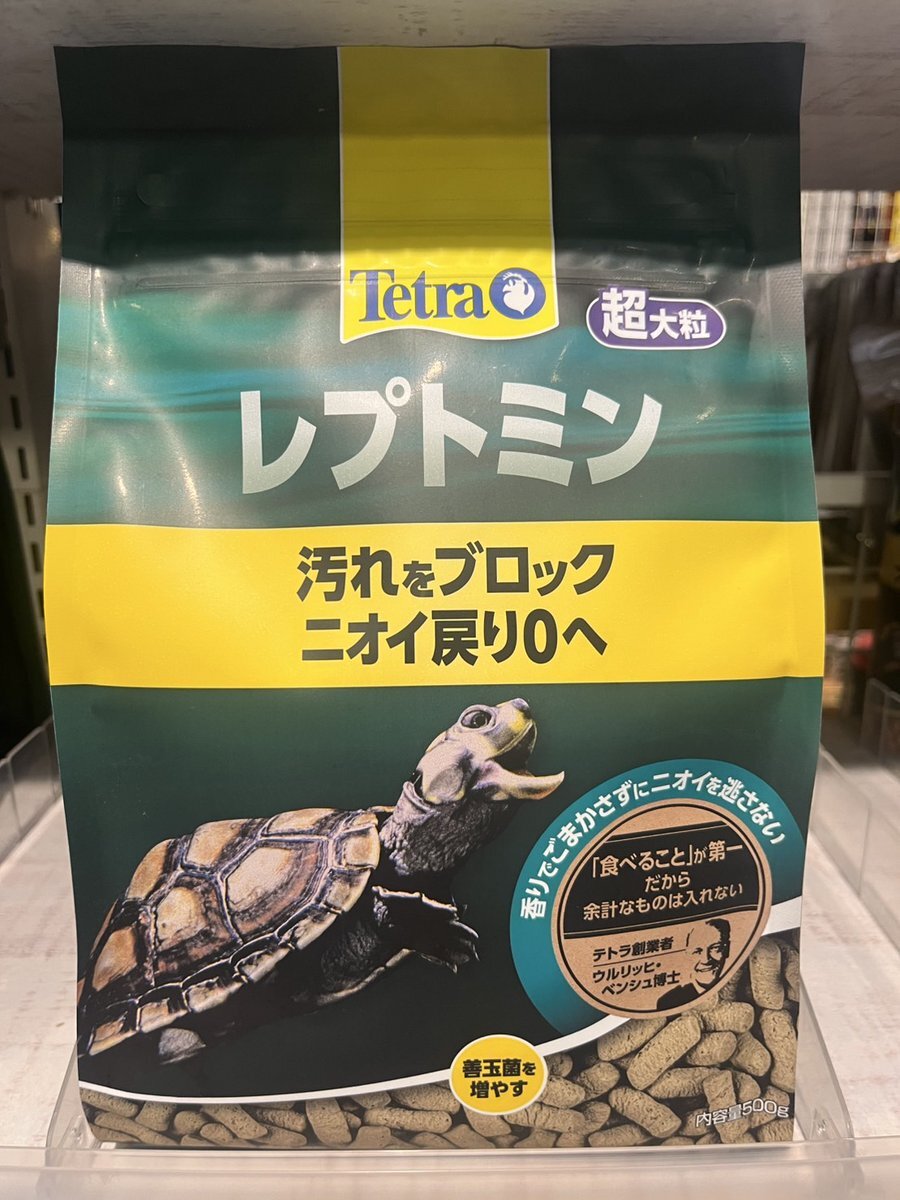 Tetra
超大粒
レプトミン
汚れをブロック
ニオイ戻り0へ
香りでごまかさずにニオイを逃さない
「食べること」が第一
だから
余計なものは入れない
テトラ創業者
ウルリッヒ・
ベンシュ博士
善玉菌を
増やす
内容量500g